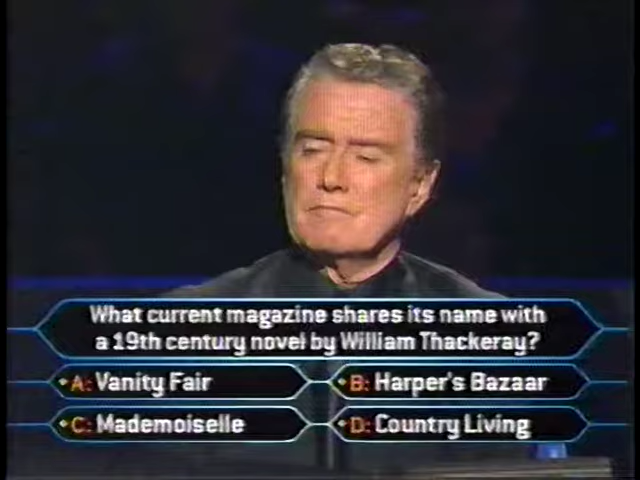 What current magazine shares its name with
a 19th century novel by William Thackeray?
A: Vanity Fair
B: Harper's Bazaar
C: Mademoiselle
D: Country Living